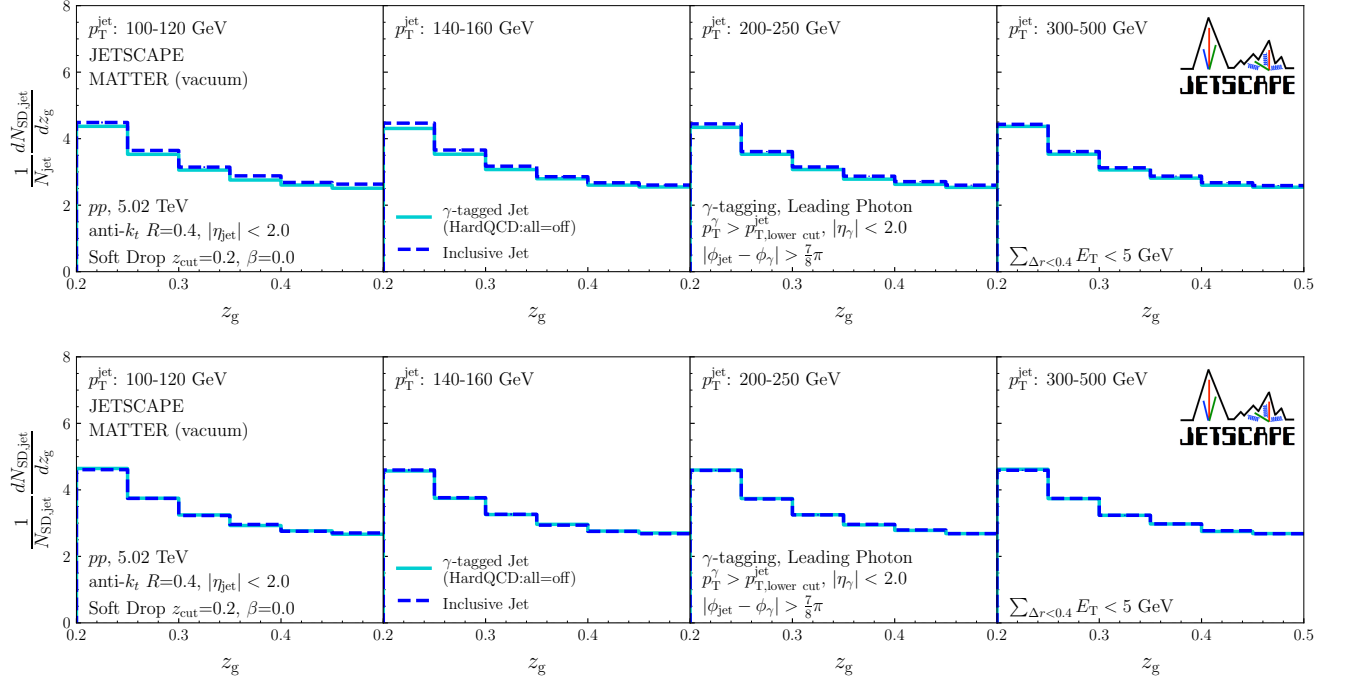 p_T^jet: 100-120 GeV
JETSCAPE
MATTER (vacuum)
p_T^jet: 140-160 GeV
p_T^jet: 200-250 GeV
p_T^jet: 300-500 GeV
JETSCAPE
1/N_jet dN_SD,jet/dz_g
8
6
4
2
0
pp, 5.02 TeV
anti-k_t R=0.4, |η_jet| < 2.0
Soft Drop z_cut=0.2, β=0.0
γ-tagged Jet
(HardQCD:all=off)
Inclusive Jet
γ-tagging, Leading Photon
p_T^γ > p_T,lower cut^jet, |η_γ| < 2.0
|ϕ_jet − ϕ_γ| > 7/8 π
∑_Δr<0.4 E_T < 5 GeV
0.2 0.3 0.4 0.2 0.3 0.4 0.2 0.3 0.4 0.2 0.3 0.4 0.5
z_g z_g z_g z_g
p_T^jet: 100-120 GeV
JETSCAPE
MATTER (vacuum)
p_T^jet: 140-160 GeV
p_T^jet: 200-250 GeV
p_T^jet: 300-500 GeV
JETSCAPE
1/N_SD,jet dN_SD,jet/dz_g
8
6
4
2
0
pp, 5.02 TeV
anti-k_t R=0.4, |η_jet| < 2.0
Soft Drop z_cut=0.2, β=0.0
γ-tagged Jet
(HardQCD:all=off)
Inclusive Jet
γ-tagging, Leading Photon
p_T^γ > p_T,lower cut^jet, |η_γ| < 2.0
|ϕ_jet − ϕ_γ| > 7/8 π
∑_Δr<0.4 E_T < 5 GeV
0.2 0.3 0.4 0.2 0.3 0.4 0.2 0.3 0.4 0.2 0.3 0.4 0.5
z_g z_g z_g z_g